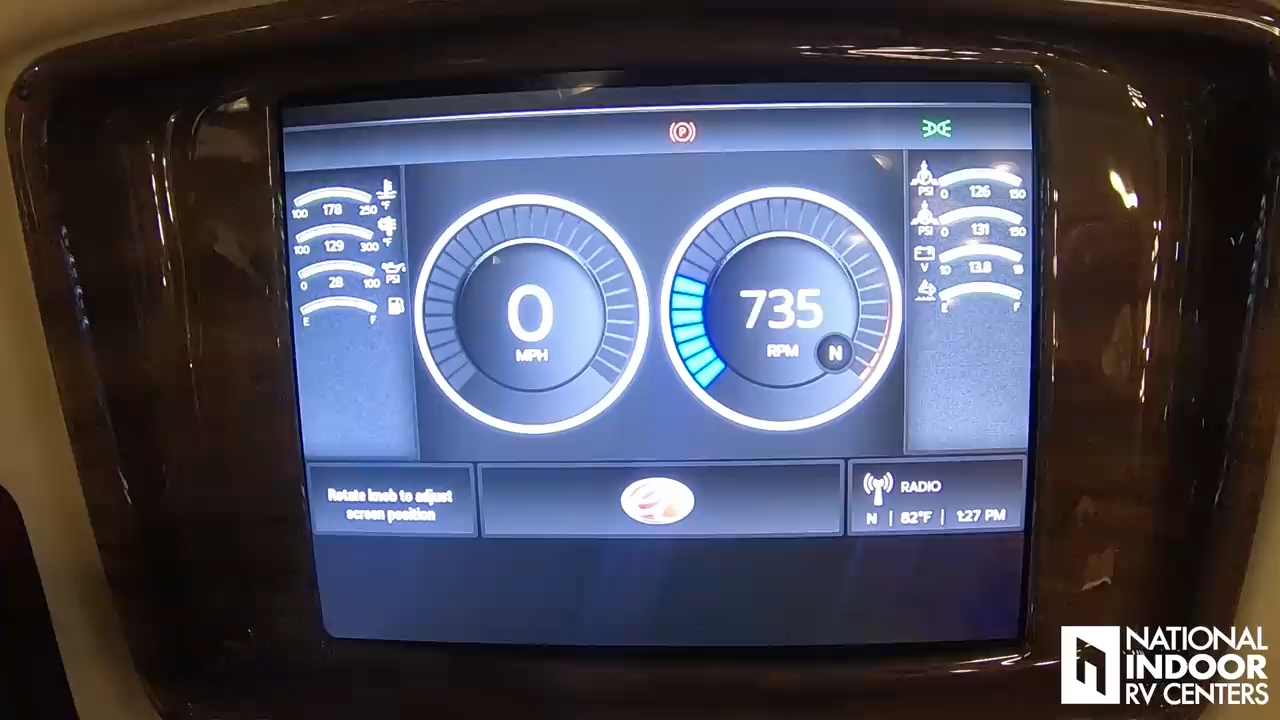 P
°F
100 178 250
°F
100 129 300
PSI
0 28 100
E F
0
MPH
735
RPM
N
PSI
0 126 150
PSI
0 131 150
V
10 13.8 18
E F
Rotate knob to adjust
screen position
RADIO
N | 82°F | 1:27 PM
NATIONAL
INDOOR
RV CENTERS